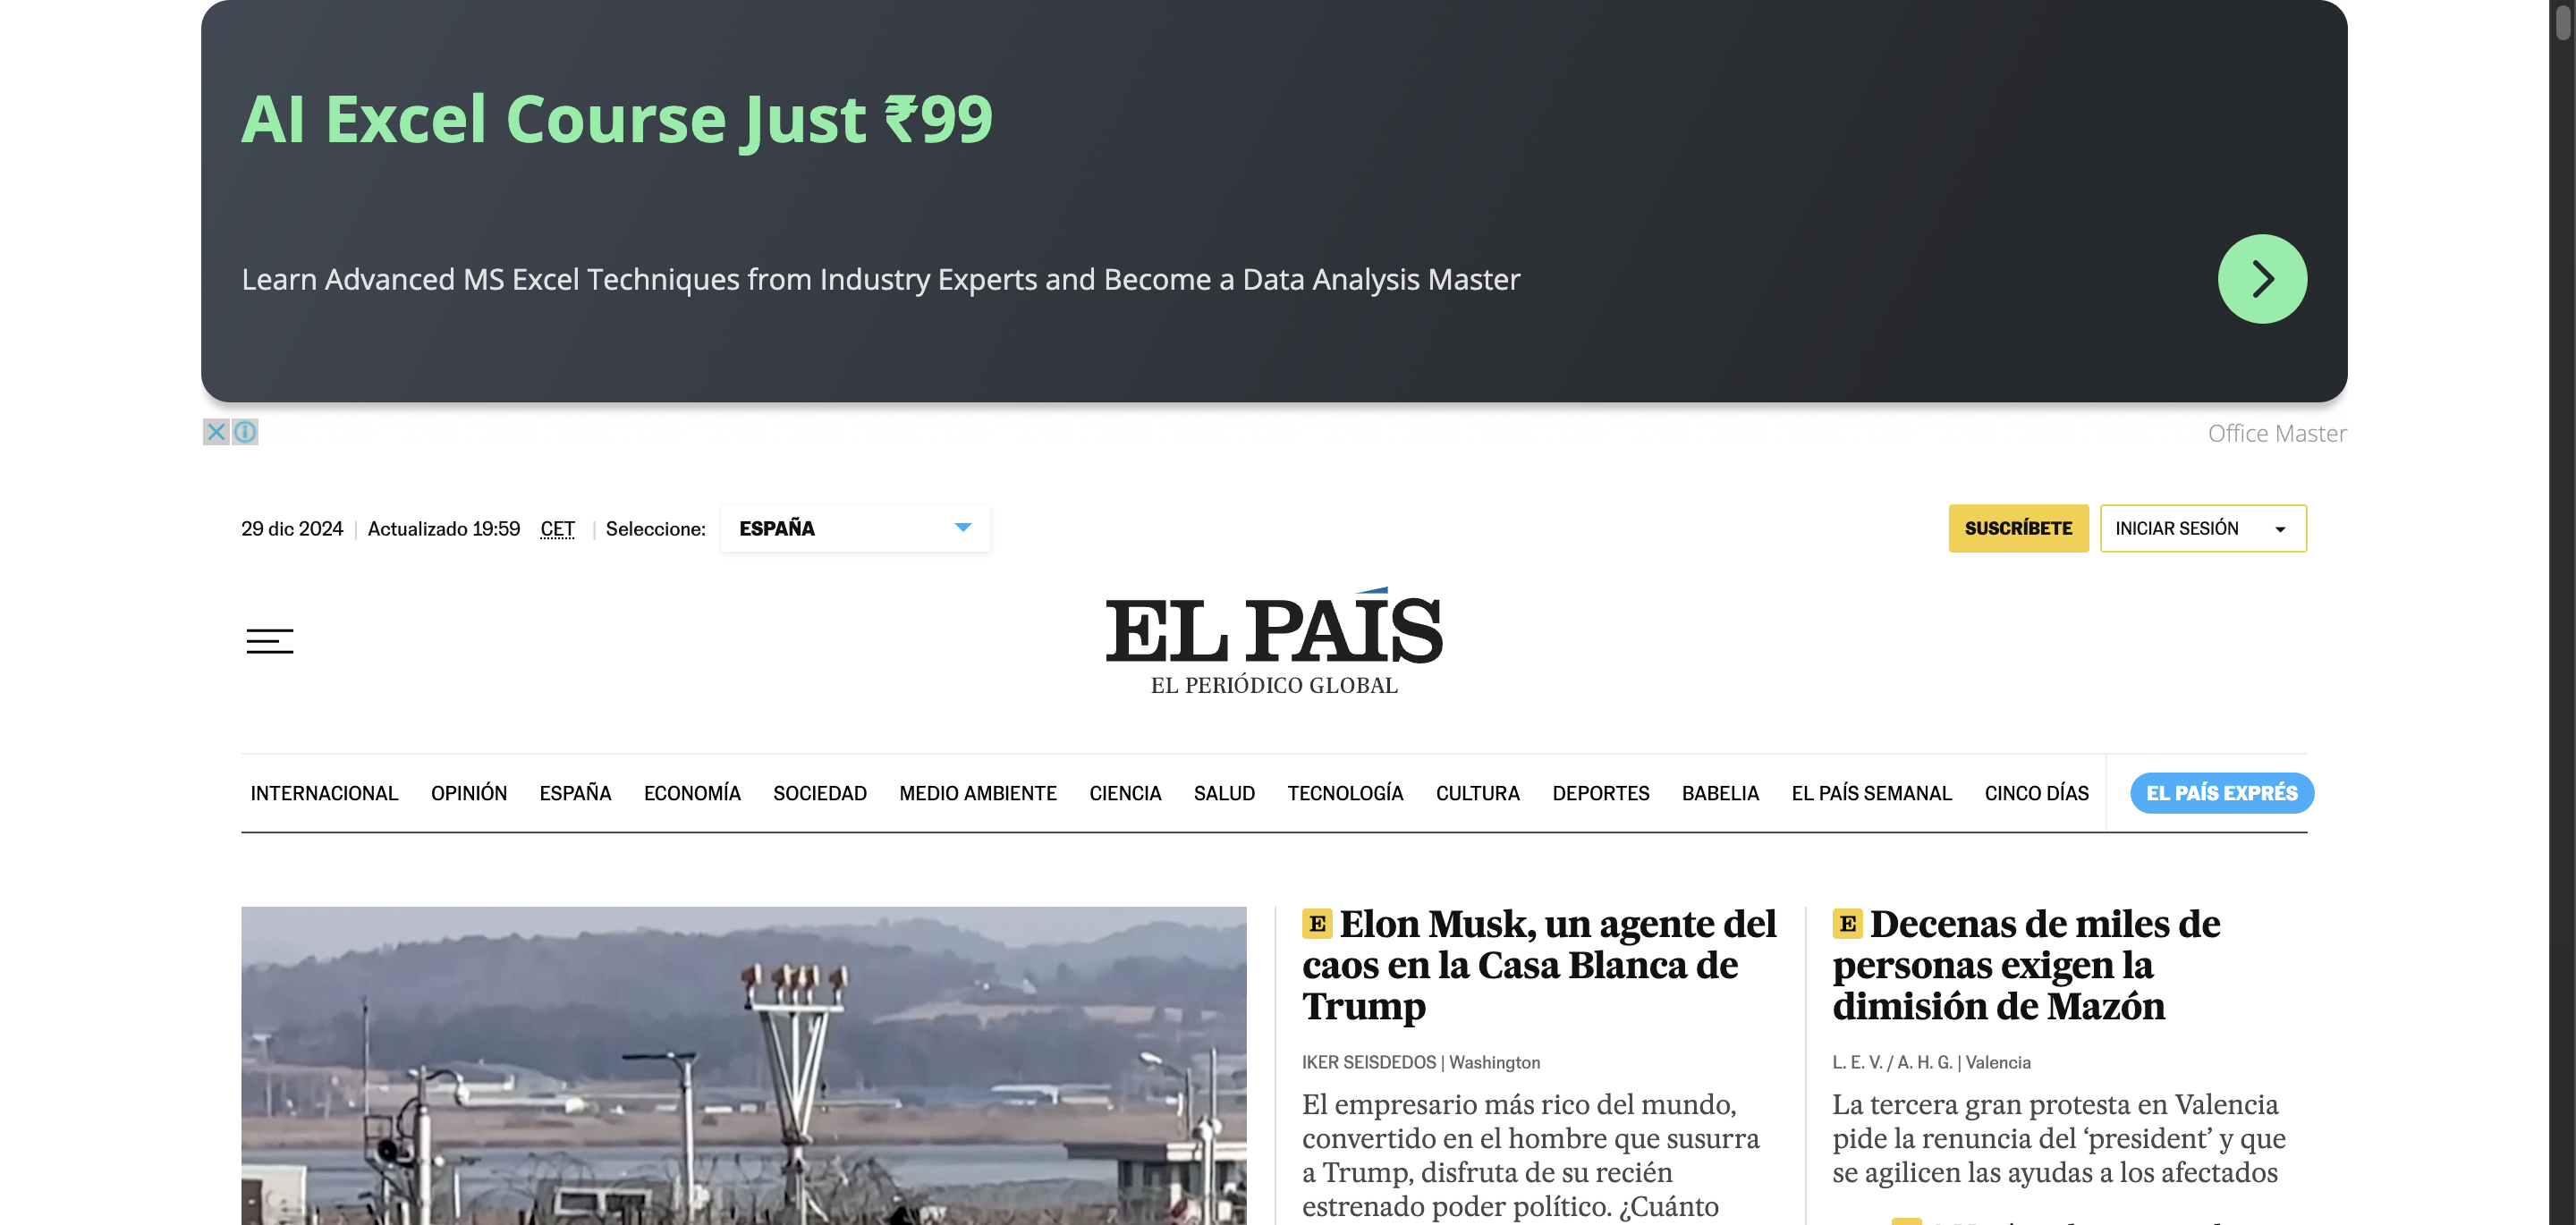 AI Excel Course Just ₹99
Learn Advanced MS Excel Techniques from Industry Experts and Become a Data Analysis Master
Office Master
29 dic 2024 | Actualizado 19:59 CET | Seleccione: ESPAÑA
SUSCRÍBETE INICIAR SESIÓN
EL PAÍS
EL PERIÓDICO GLOBAL
INTERNACIONAL OPINIÓN ESPAÑA ECONOMÍA SOCIEDAD MEDIO AMBIENTE CIENCIA SALUD TECNOLOGÍA CULTURA DEPORTES BABELIA EL PAÍS SEMANAL CINCO DÍAS EL PAÍS EXPRÉS
E Elon Musk, un agente del
caos en la Casa Blanca de
Trump
IKER SEISDEDOS | Washington
El empresario más rico del mundo,
convertido en el hombre que susurra
a Trump, disfruta de su recién
estrenado poder político. ¿Cuánto
E Decenas de miles de
personas exigen la
dimisión de Mazón
L. E. V. / A. H. G. | Valencia
La tercera gran protesta en Valencia
pide la renuncia del ‘president’ y que
se agilicen las ayudas a los afectados